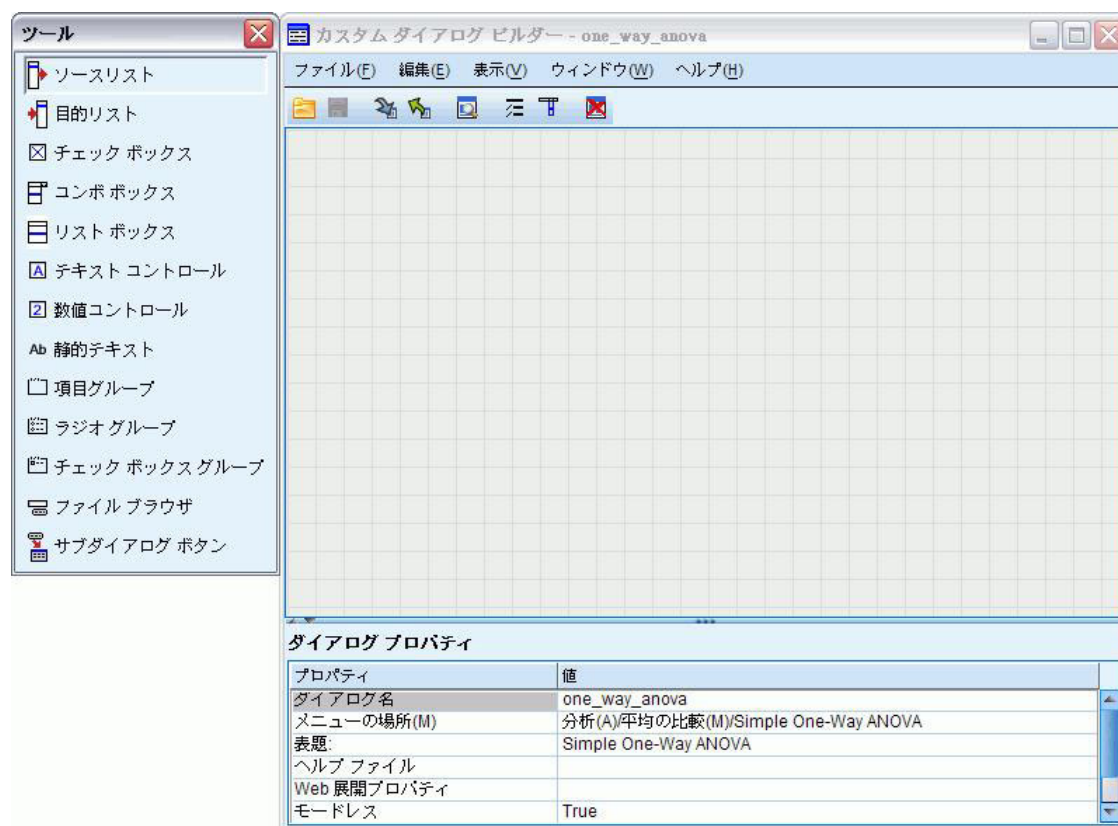 ツール
ソースリスト
目的リスト
チェック ボックス
コンボ ボックス
リスト ボックス
テキスト コントロール
数値コントロール
Ab 静的テキスト
項目グループ
ラジオ グループ
チェック ボックス グループ
ファイル ブラウザ
サブダイアログ ボタン
カスタム ダイアログ ビルダー - one_way_anova
ファイル(F) 編集(E) 表示(V) ウィンドウ(W) ヘルプ(H)
ダイアログ プロパティ
プロパティ 値
ダイアログ名 one_way_anova
メニューの場所(M) 分析(A)/平均の比較(M)/Simple One-Way ANOVA
表題: Simple One-Way ANOVA
ヘルプ ファイル
Web 展開プロパティ
モードレス True